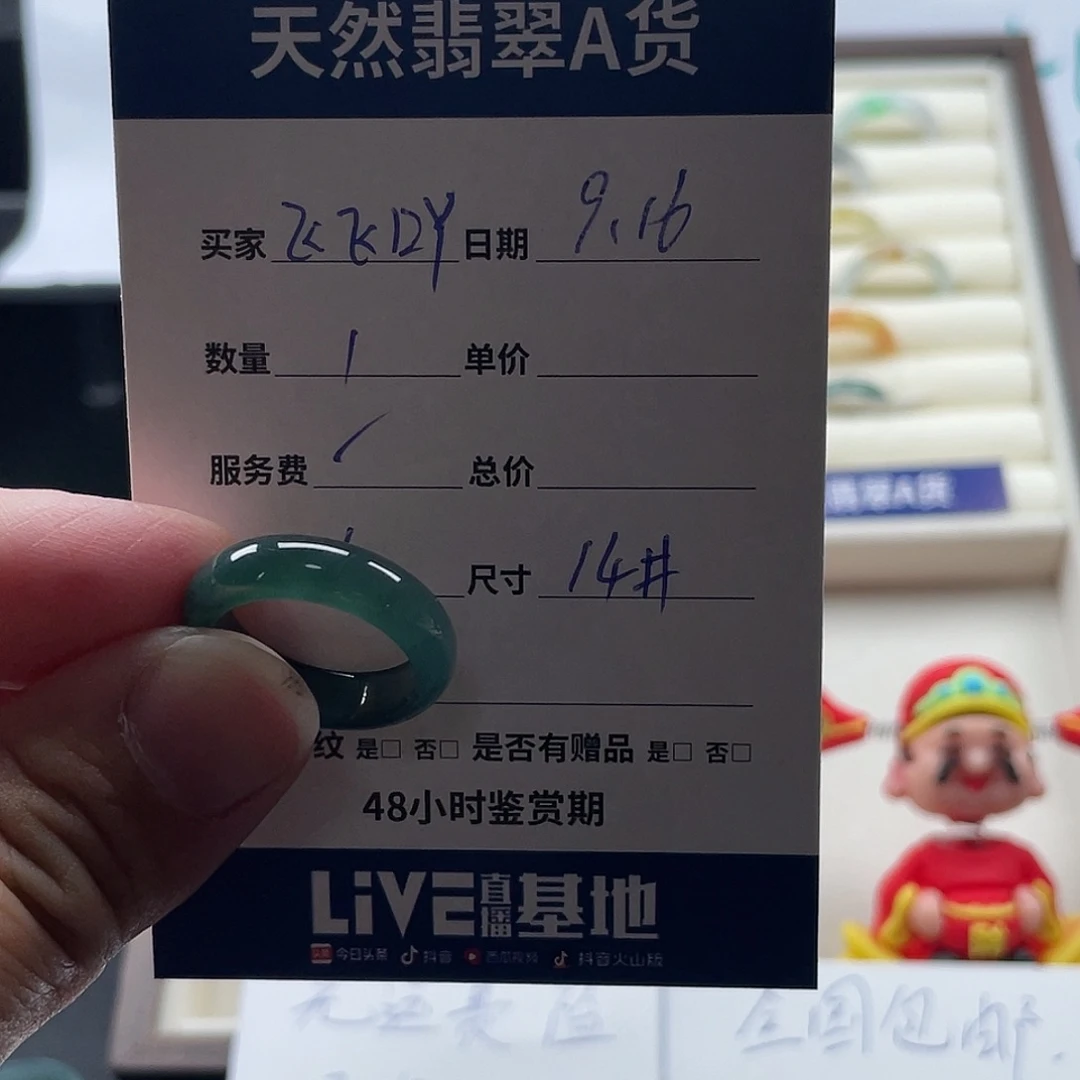 天然翡翠A货
买家 飞飞DY 日期 9.16
数量 1 单价
服务费 / 总价
尺寸 14#
纹 是□ 否□ 是否有赠品 是□ 否□
48小时鉴赏期
LiVE直播基地
头条 今日头条 抖音 西瓜视频 抖音火山版
翡翠A货
全国包邮.